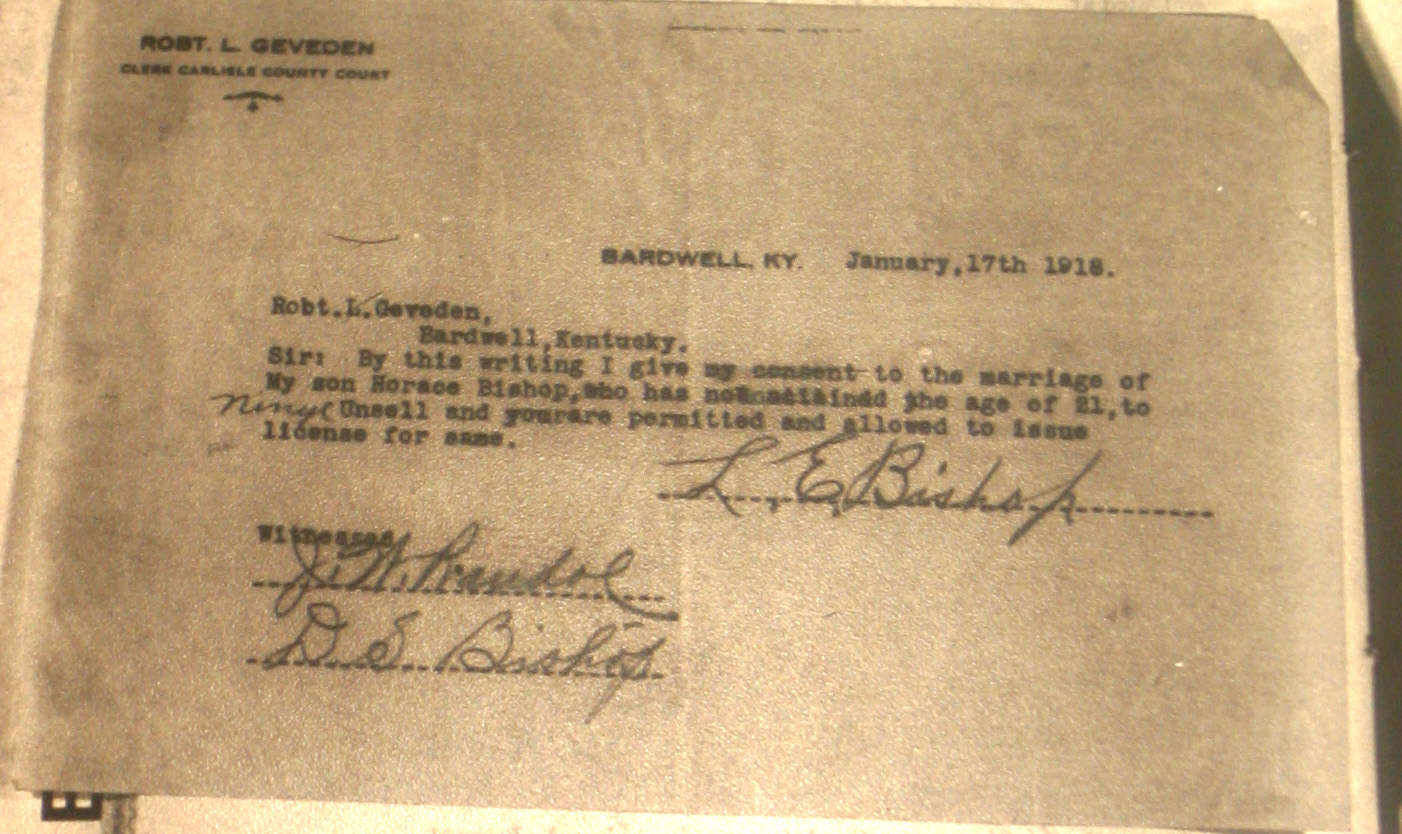 ROBT. L. GEVEDEN
CLERK CARLISLE COUNTY COURT
BARDWELL, KY. January,17th 1918.
Robt.L.Geveden,
Bardwell,Kentucky.
Sir: By this writing I give my consent to the marriage of
My son Horace Bishop,who has the age of 21,to
Unsell and yourare permitted and allowed to issue
license for same.
L. E. Bishop
Witnesses
J. W. Randol
D. E. Bishop
E